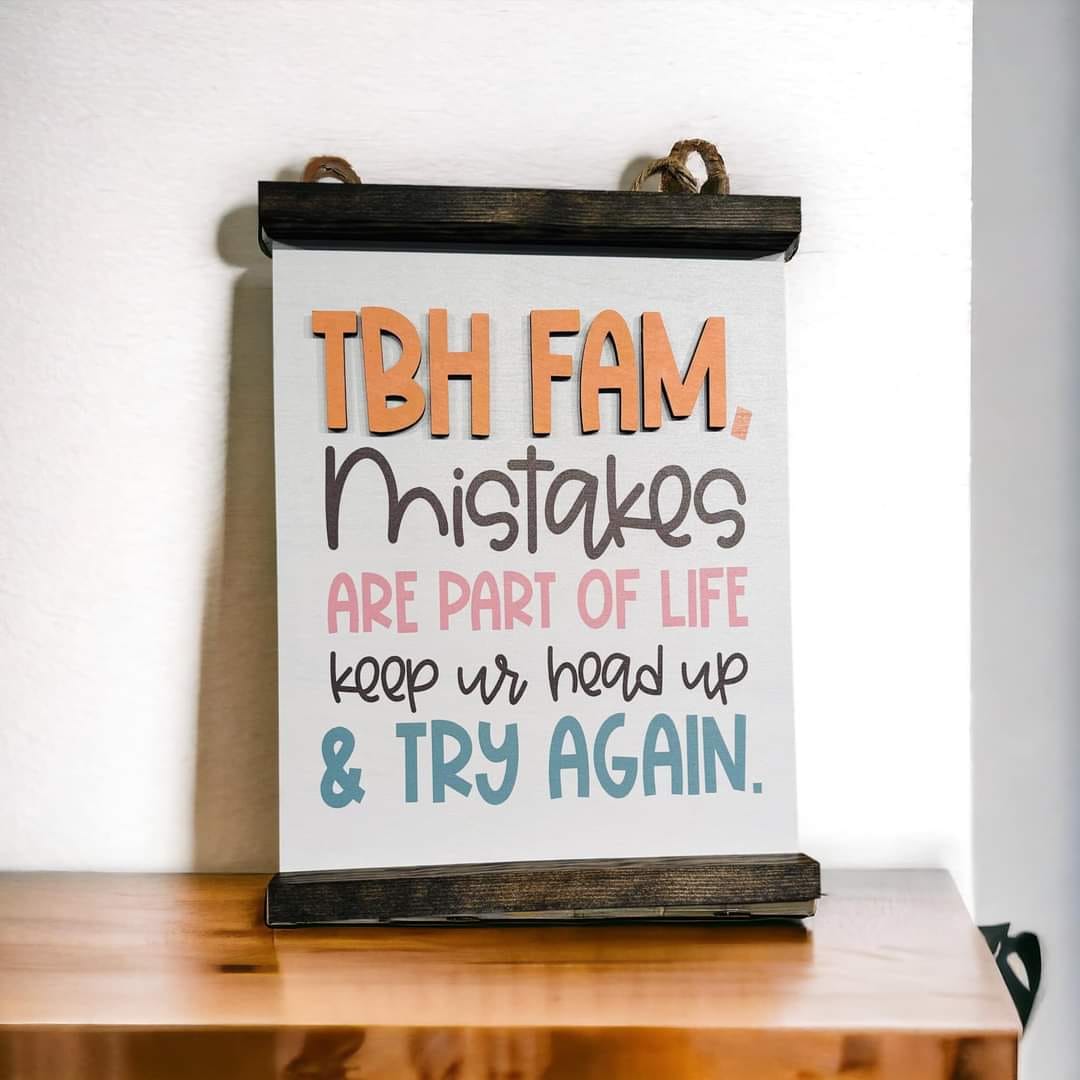 TBH FAM,
Mistakes
ARE PART OF LIFE
keep ur head up
& TRY AGAIN.